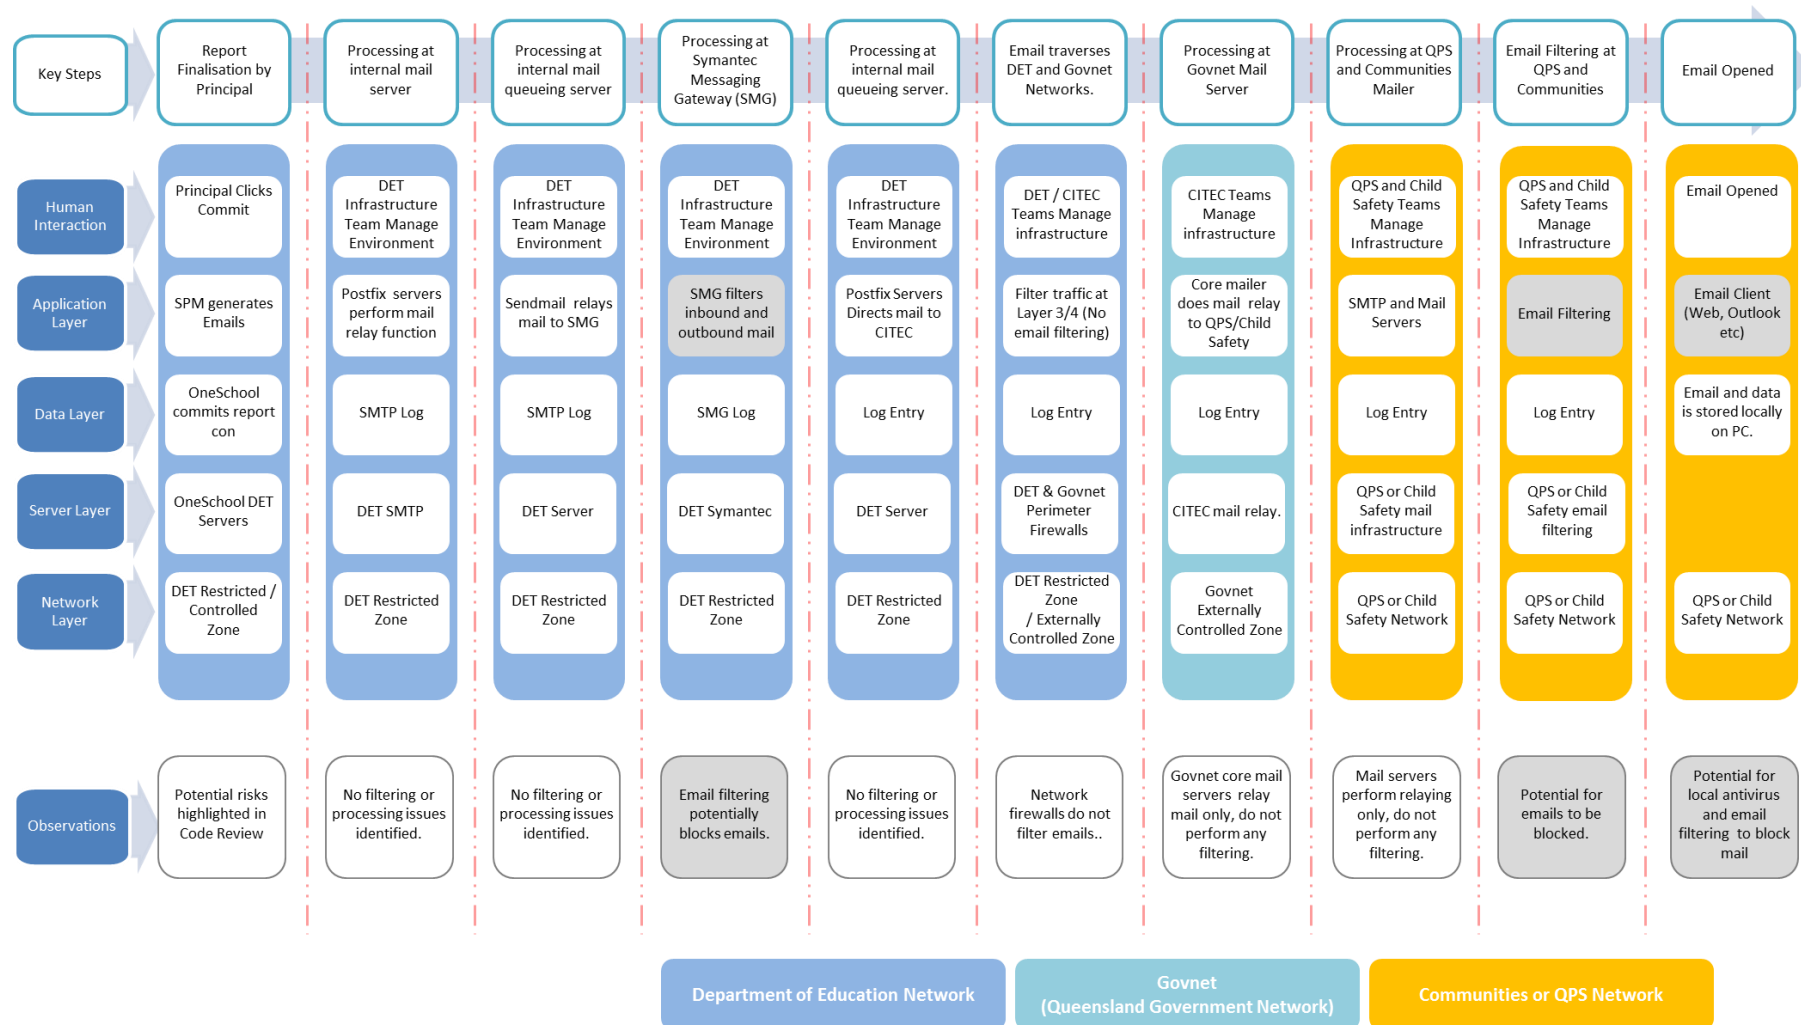 Key Steps
Report
Finalisation by
Principal
Processing at
internal mail
server
Processing at
internal mail
queueing server
Processing at
Symantec
Messaging
Gateway (SMG)
Processing at
internal mail
queueing server.
Email traverses
DET and Govnet
Networks.
Processing at
Govnet Mail
Server
Processing at QPS
and Communities
Mailer
Email Filtering at
QPS and
Communities
Email Opened
Human
Interaction
Principal Clicks
Commit
DET
Infrastructure
Team Manage
Environment
DET
Infrastructure
Team Manage
Environment
DET
Infrastructure
Team Manage
Environment
DET
Infrastructure
Team Manage
Environment
DET / CITEC
Teams Manage
infrastructure
CITEC Teams
Manage
infrastructure
QPS and Child
Safety Teams
Manage
Infrastructure
QPS and Child
Safety Teams
Manage
Infrastructure
Email Opened
Application
Layer
SPM generates
Emails
Postfix servers
perform mail
relay function
Sendmail relays
mail to SMG
SMG filters
inbound and
outbound mail
Postfix Servers
Directs mail to
CITEC
Filter traffic at
Layer 3/4 (No
email filtering)
Core mailer
does mail relay
to QPS/Child
Safety
SMTP and Mail
Servers
Email Filtering
Email Client
(Web, Outlook
etc)
Data Layer
OneSchool
commits report
con
SMTP Log
SMTP Log
SMG Log
Log Entry
Log Entry
Log Entry
Log Entry
Log Entry
Email and data
is stored locally
on PC.
Server Layer
OneSchool DET
Servers
DET SMTP
DET Server
DET Symantec
DET Server
DET & Govnet
Perimeter
Firewalls
CITEC mail relay.
QPS or Child
Safety mail
infrastructure
QPS or Child
Safety email
filtering
Network
Layer
DET Restricted /
Controlled
Zone
DET Restricted
Zone
DET Restricted
Zone
DET Restricted
Zone
DET Restricted
Zone
DET Restricted
Zone
/ Externally
Controlled Zone
Govnet
Externally
Controlled Zone
QPS or Child
Safety Network
QPS or Child
Safety Network
QPS or Child
Safety Network
Observations
Potential risks
highlighted in
Code Review
No filtering or
processing issues
identified.
No filtering or
processing issues
identified.
Email filtering
potentially
blocks emails.
No filtering or
processing issues
identified.
Network
firewalls do not
filter emails..
Govnet core mail
servers relay
mail only, do not
perform any
filtering.
Mail servers
perform relaying
only, do not
perform any
filtering.
Potential for
emails to be
blocked.
Potential for
local antivirus
and email
filtering to block
mail
Department of Education Network
Govnet
(Queensland Government Network)
Communities or QPS Network